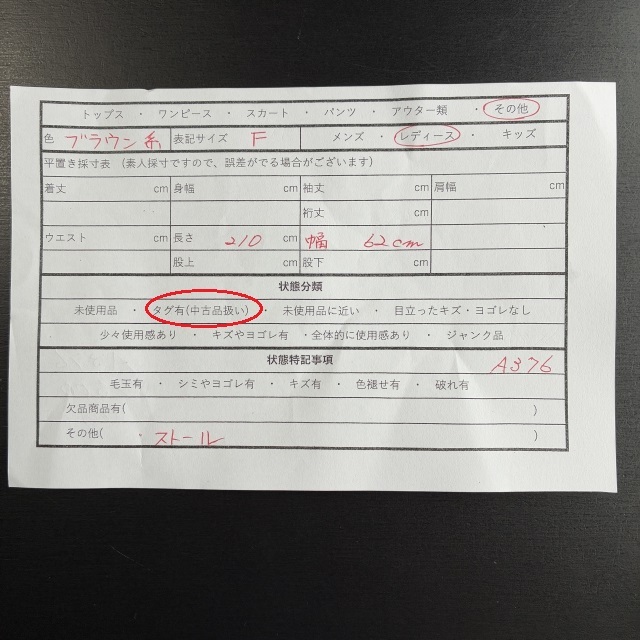 トップス ・ ワンピース ・ スカート ・ パンツ ・ アウター類 ・ その他
色 ブラウン系 表記サイズ F メンズ ・ レディース ・ キッズ
平置き採寸表 (素人採寸ですので、誤差がでる場合がございます)
着丈 cm 身幅 cm 袖丈 cm 肩幅 cm
裄丈 cm
ウエスト cm 長さ 210 cm 幅 62cm
股上 cm 股下 cm
状態分類
未使用品 ・ タグ有(中古品扱い) ・ 未使用品に近い ・ 目立ったキズ・ヨゴレなし
少々使用感あり ・ キズやヨゴレ有 ・全体的に使用感あり ・ ジャンク品
状態特記事項 A376
毛玉有 ・ シミやヨゴレ有 ・ キズ有 ・ 色褪せ有 ・ 破れ有
欠品商品有( )
その他( ・ストール )